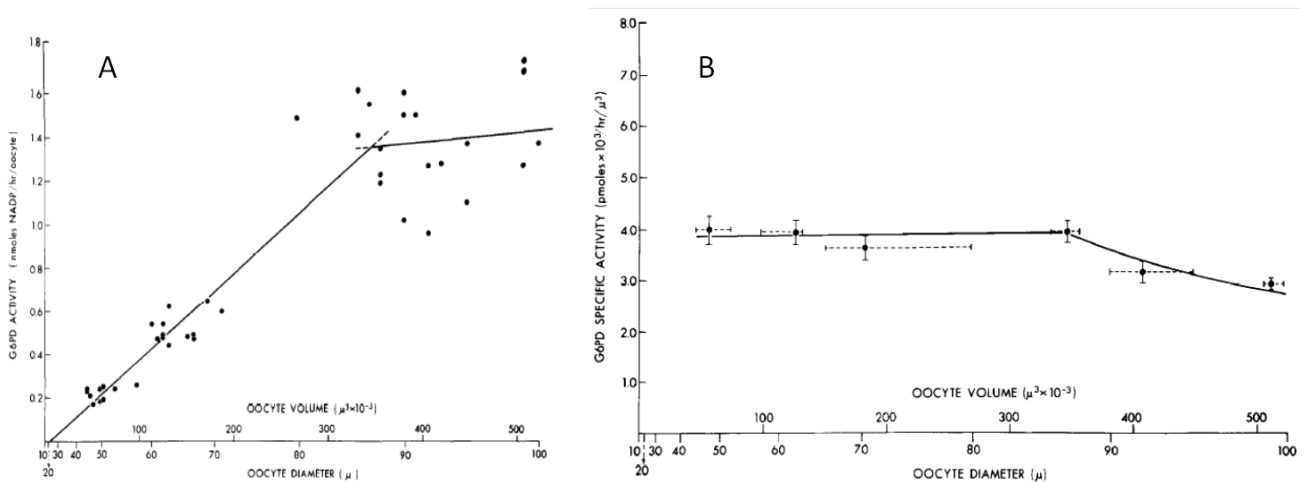 A
1.8
1.6
1.4
1.2
1.0
0.8
0.6
0.4
0.2
G6PD ACTIVITY ( nmoles NADP/hr/oocyte)
OOCYTE VOLUME (μ³×10⁻³)
100 200 300 400 500
10 30 40 50 60 70 80 90 100
20
OOCYTE DIAMETER (μ)
B
8.0
7.0
6.0
5.0
4.0
3.0
2.0
1.0
G6PD SPECIFIC ACTIVITY (pmoles×10³/hr/μ³)
OOCYTE VOLUME (μ³×10⁻³)
100 200 300 400 500
10 30 40 50 60 70 80 90 100
20
OOCYTE DIAMETER (μ)